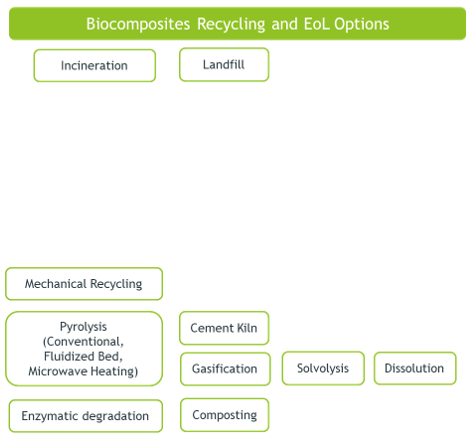 Biocomposites Recycling and EoL Options
Incineration
Landfill
Mechanical Recycling
Pyrolysis
(Conventional,
Fluidized Bed,
Microwave Heating)
Cement Kiln
Gasification
Solvolysis
Dissolution
Enzymatic degradation
Composting